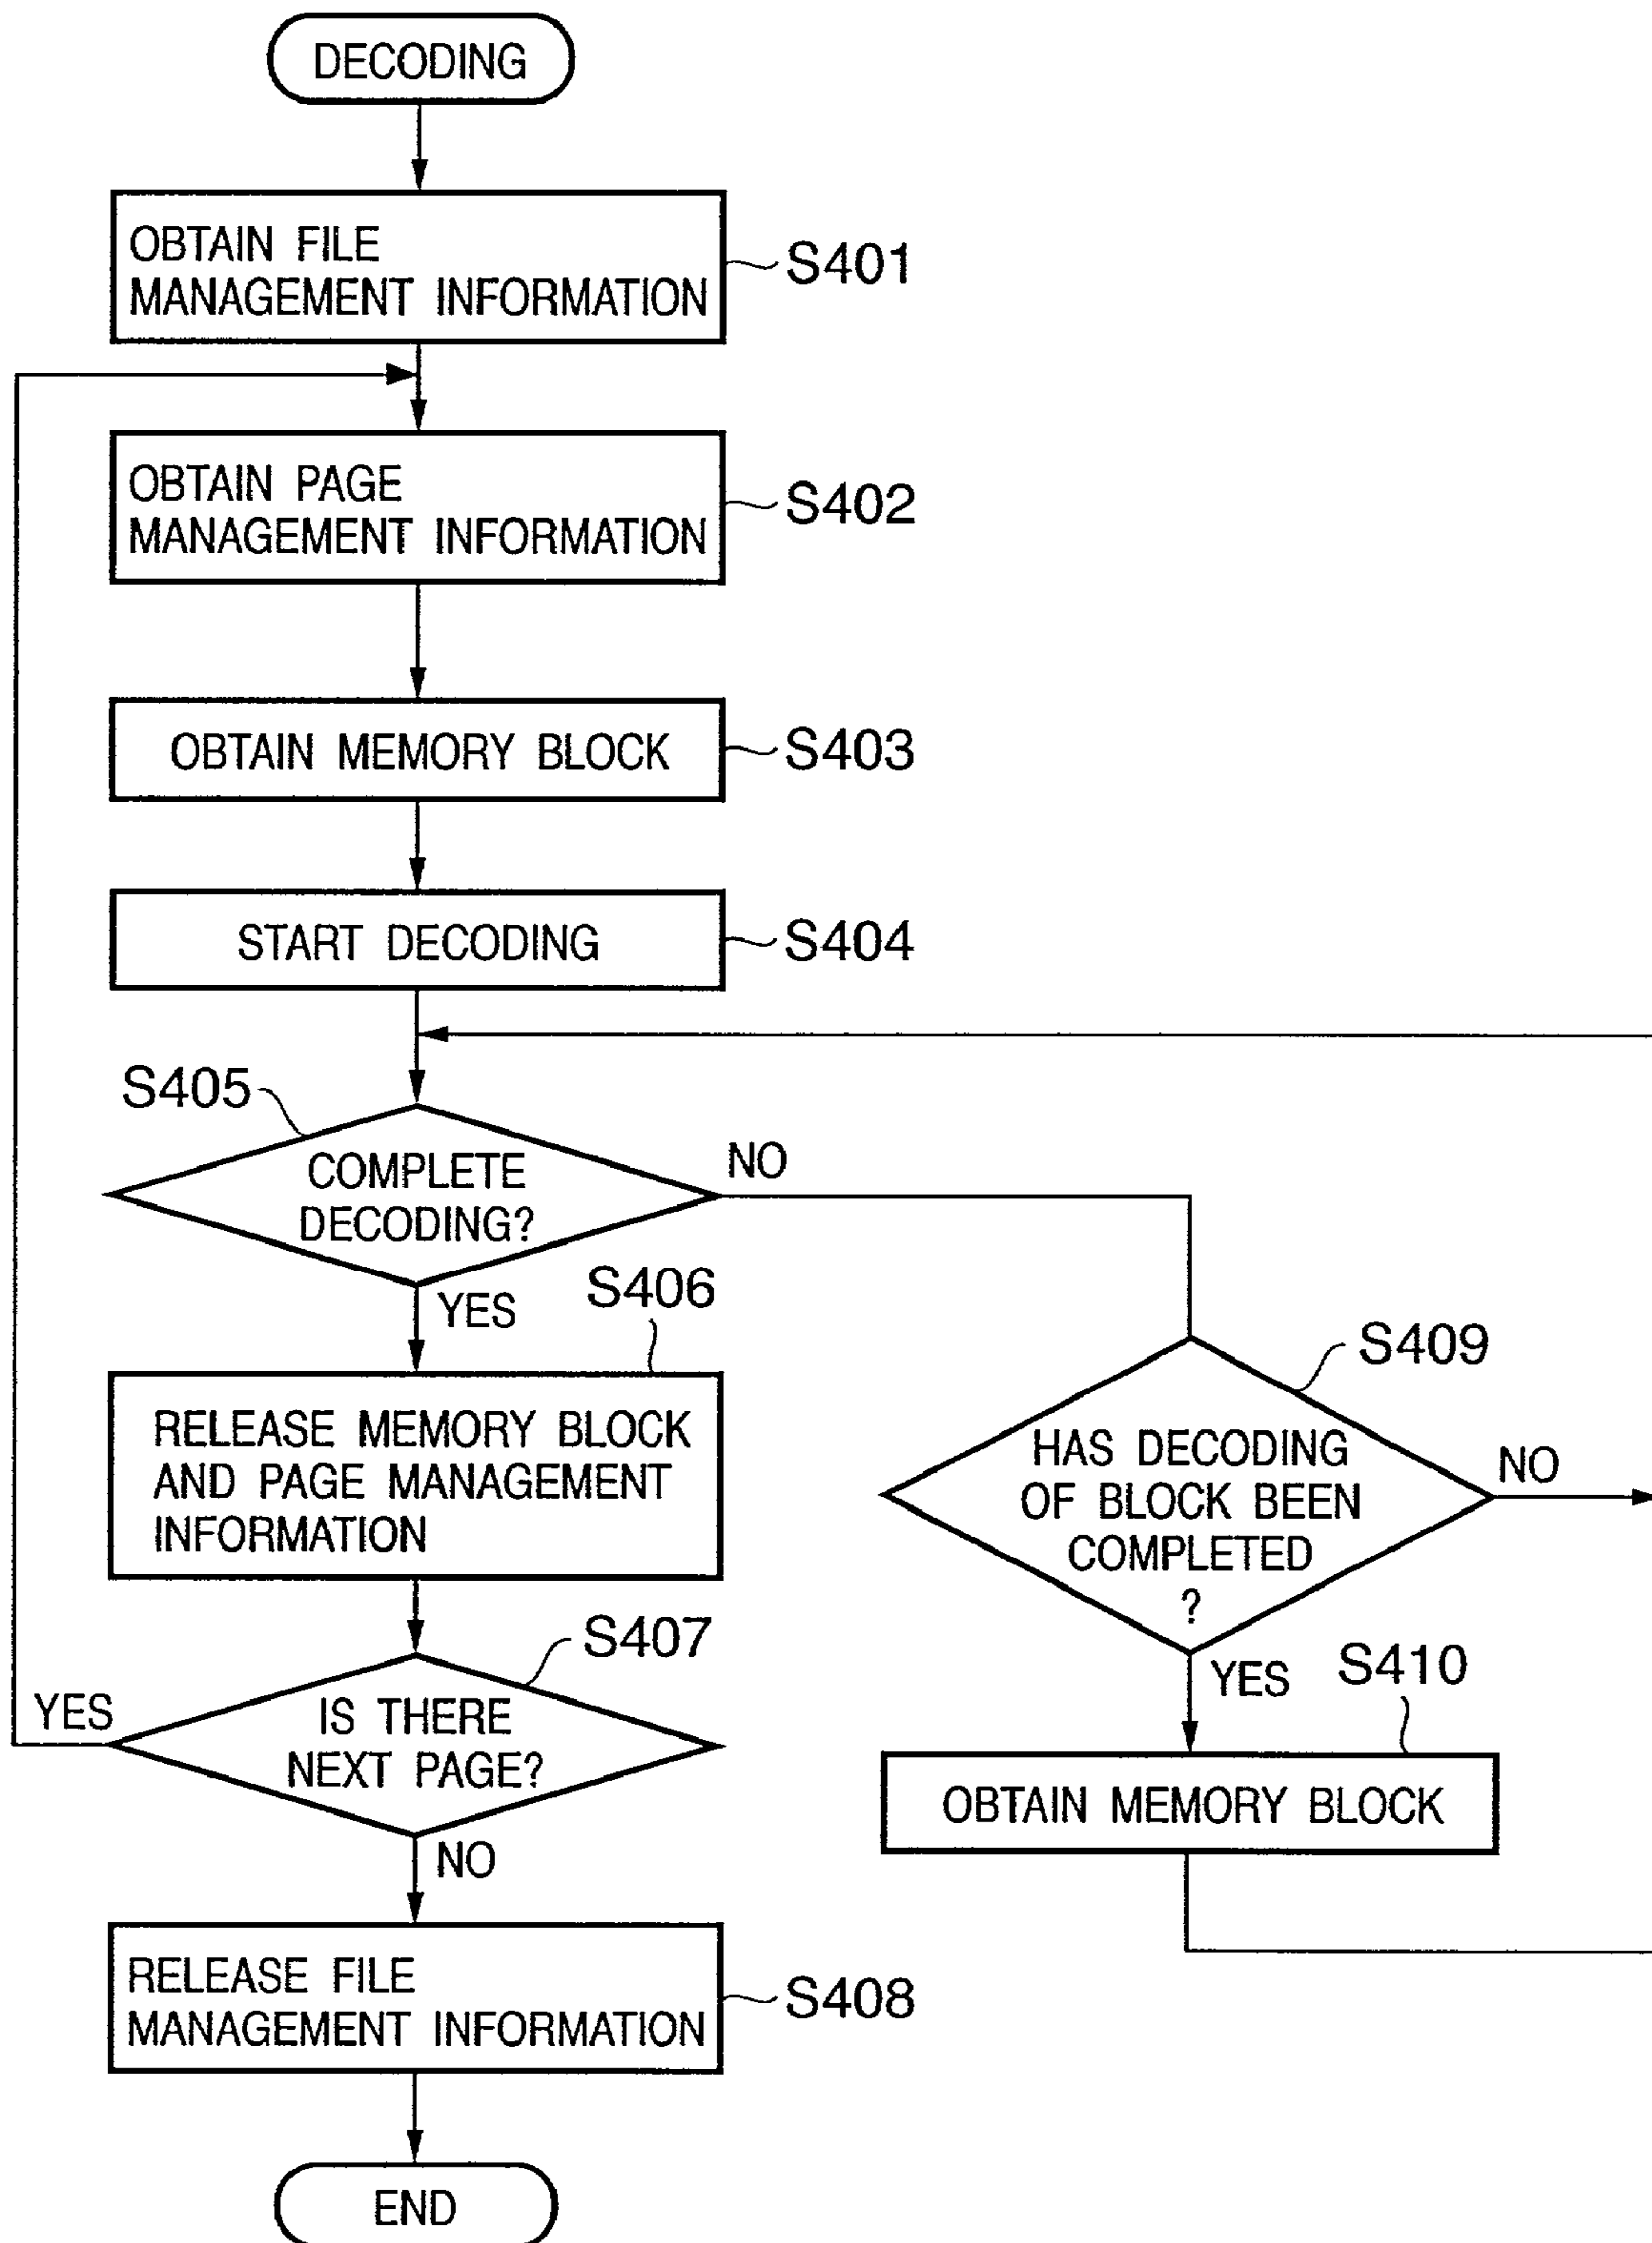 DECODING
OBTAIN FILE
MANAGEMENT INFORMATION
S401
OBTAIN PAGE
MANAGEMENT INFORMATION
S402
OBTAIN MEMORY BLOCK
S403
START DECODING
S404
S405
COMPLETE
DECODING?
NO
YES
S406
RELEASE MEMORY BLOCK
AND PAGE MANAGEMENT
INFORMATION
S407
IS THERE
NEXT PAGE?
YES
NO
RELEASE FILE
MANAGEMENT INFORMATION
S408
END
S409
HAS DECODING
OF BLOCK BEEN
COMPLETED
?
NO
YES
S410
OBTAIN MEMORY BLOCK